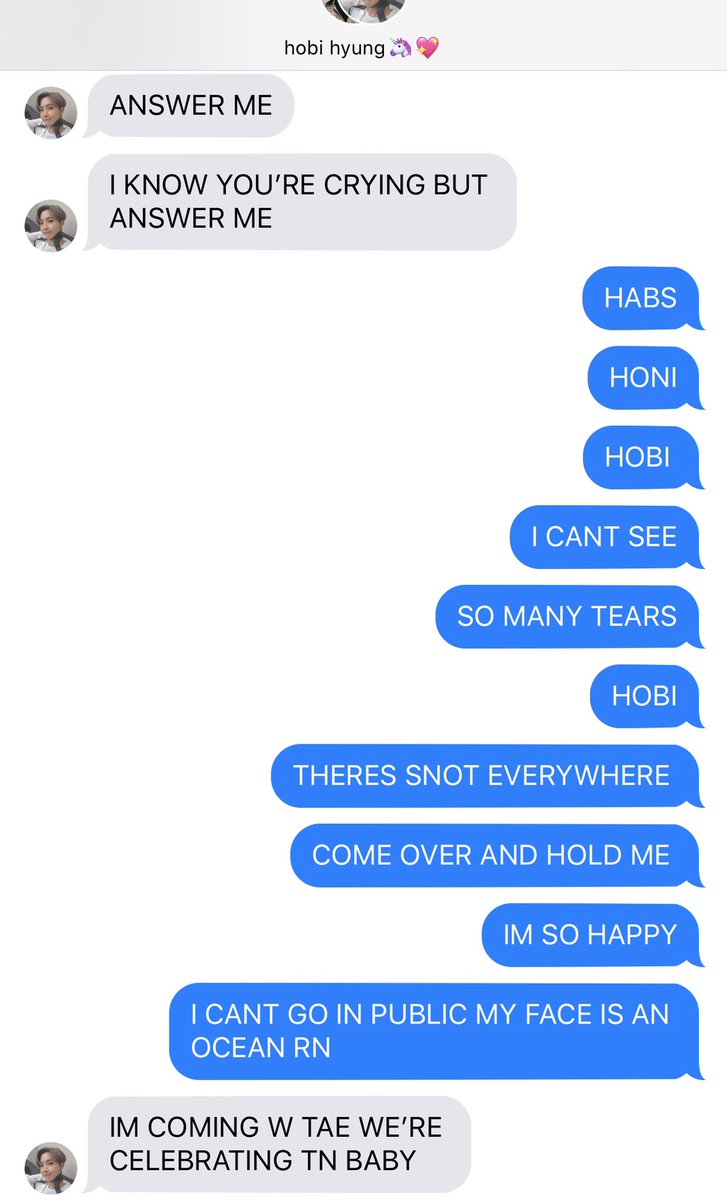 hobi hyung🦄💖
ANSWER ME
I KNOW YOU’RE CRYING BUT
ANSWER ME
HABS
HONI
HOBI
I CANT SEE
SO MANY TEARS
HOBI
THERES SNOT EVERYWHERE
COME OVER AND HOLD ME
IM SO HAPPY
I CANT GO IN PUBLIC MY FACE IS AN
OCEAN RN
IM COMING W TAE WE’RE
CELEBRATING TN BABY